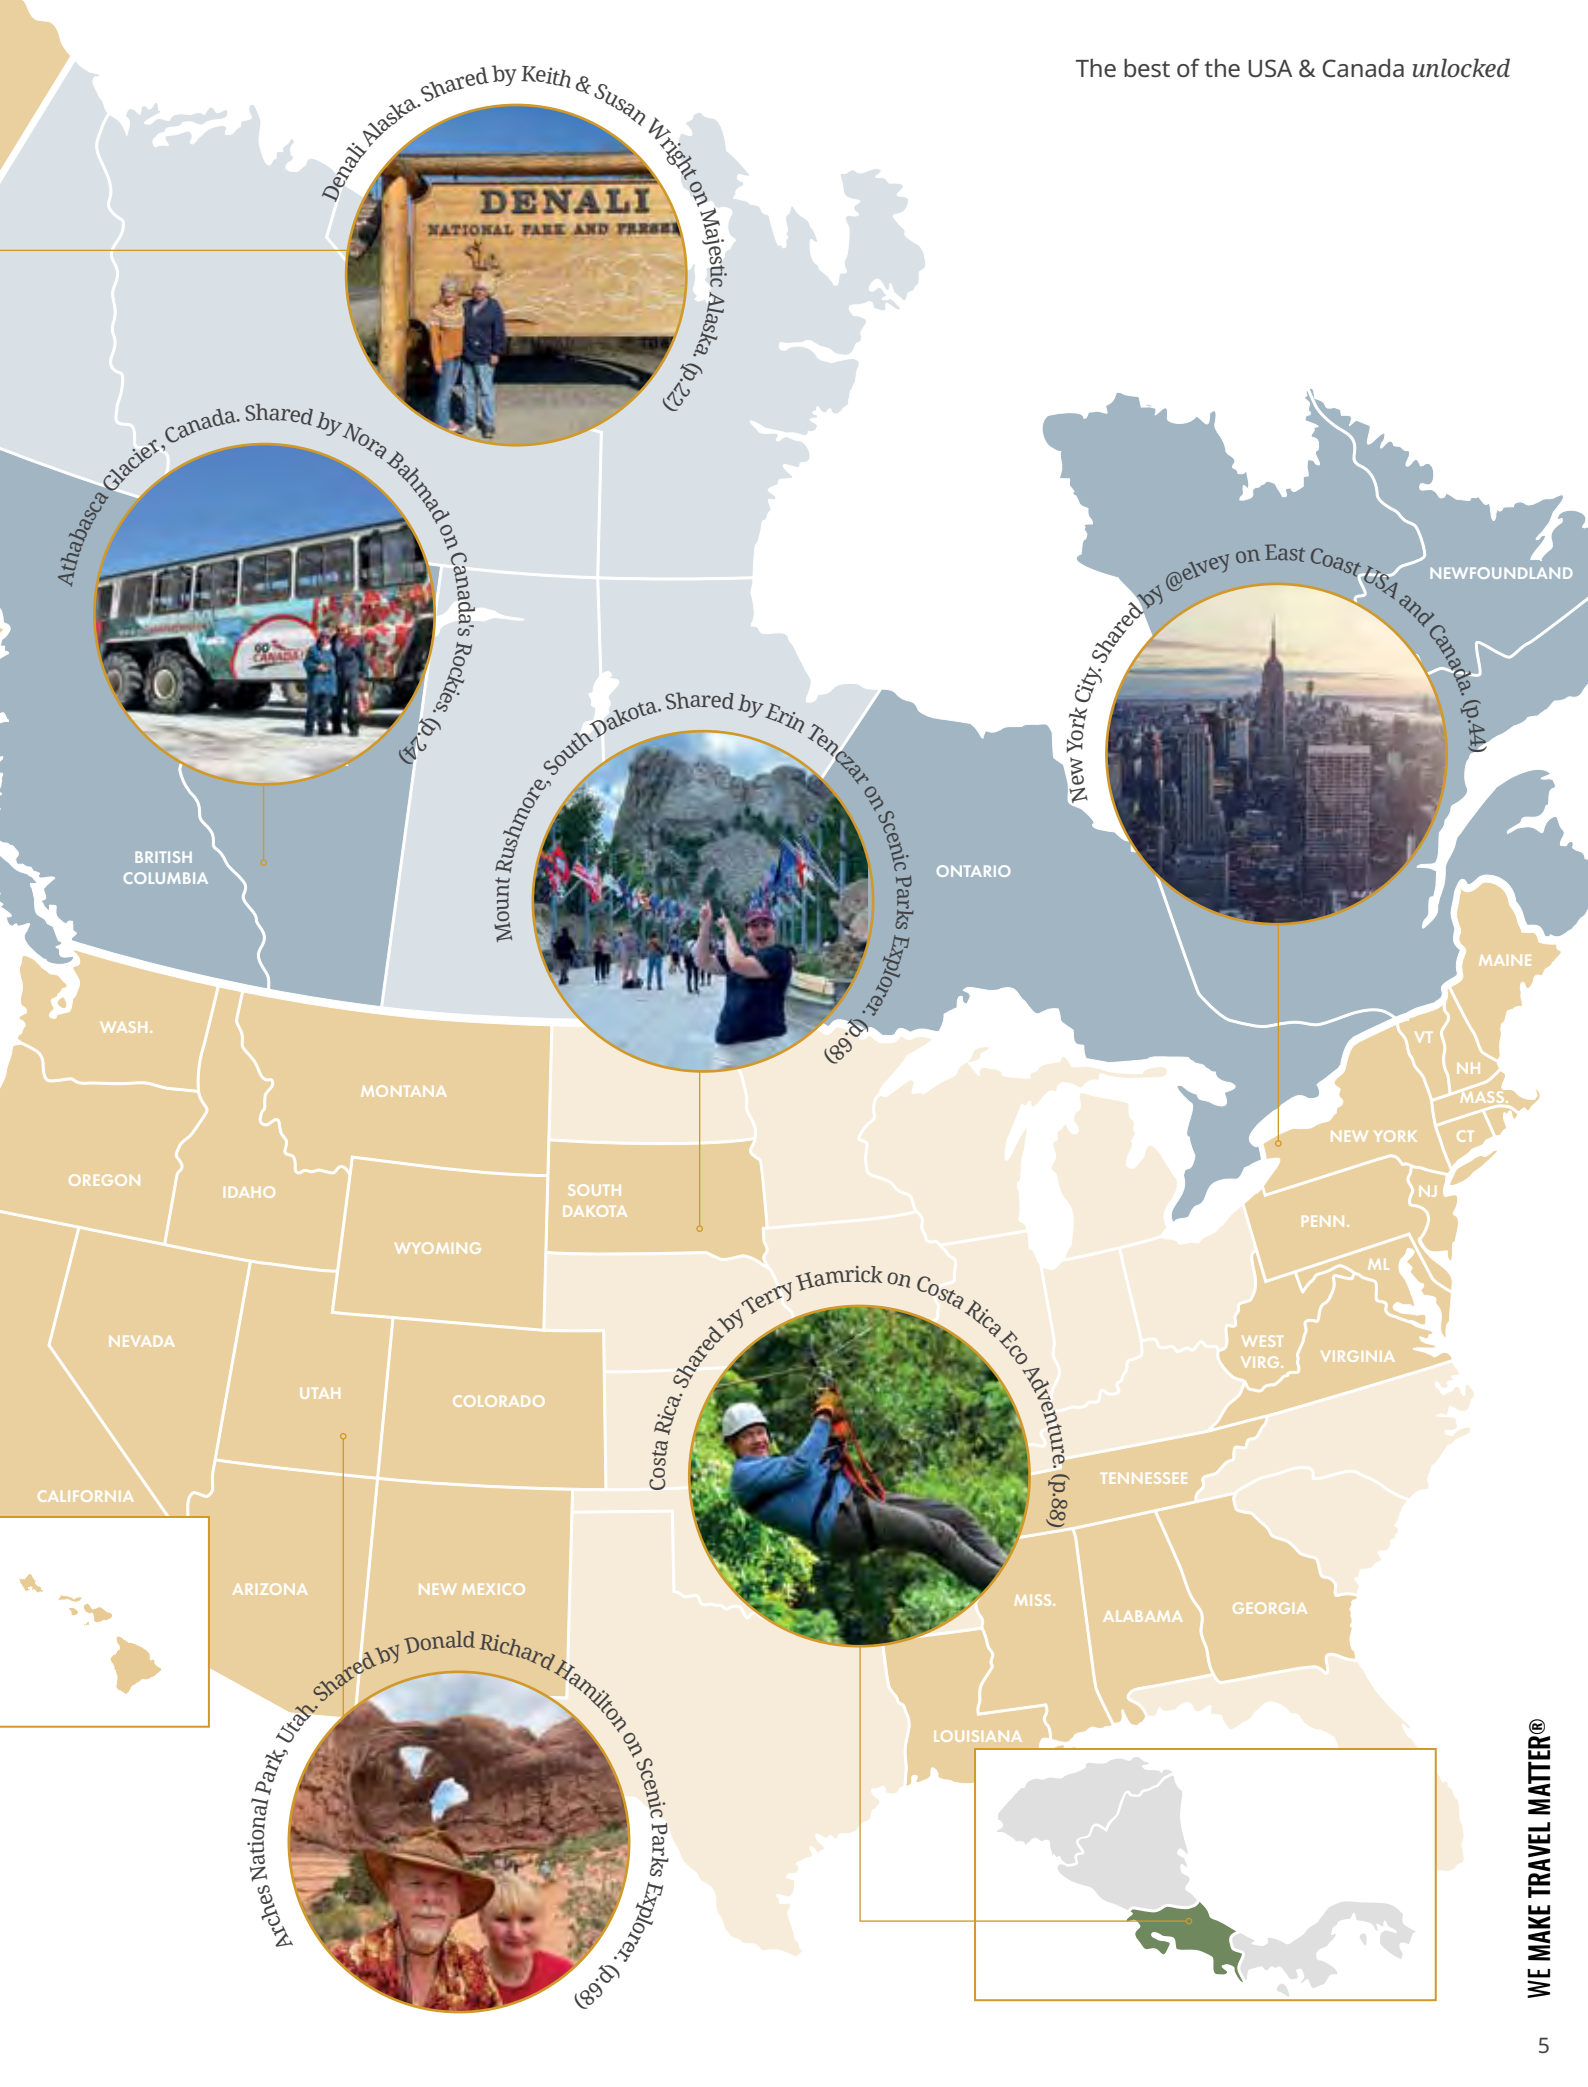 The best of the USA & Canada unlocked
Denali Alaska. Shared by Keith & Susan Wright on Majestic Alaska. (p.22)
DENALI
NATIONAL PARK AND PRESER
Athabasca Glacier, Canada. Shared by Nora Bahmad on Canada's Rockies. (p.24)
GO
CANADA!
New York City. Shared by @elvey on East Coast USA and Canada. (p.44)
NEWFOUNDLAND
Mount Rushmore, South Dakota. Shared by Erin Tenczar on Scenic Parks Explorer. (p.68)
BRITISH
COLUMBIA
ONTARIO
MAINE
WASH.
VT
NH
MONTANA
MASS.
NEW YORK
CT
OREGON
IDAHO
SOUTH
DAKOTA
NJ
PENN.
WYOMING
ML
Costa Rica. Shared by Terry Hamrick on Costa Rica Eco Adventure. (p.88)
NEVADA
WEST
VIRG.
VIRGINIA
UTAH
COLORADO
TENNESSEE
CALIFORNIA
ARIZONA
NEW MEXICO
MISS.
ALABAMA
GEORGIA
Arches National Park, Utah. Shared by Donald Richard Hamilton on Scenic Parks Explorer. (p.68)
LOUISIANA
WE MAKE TRAVEL MATTER®
5